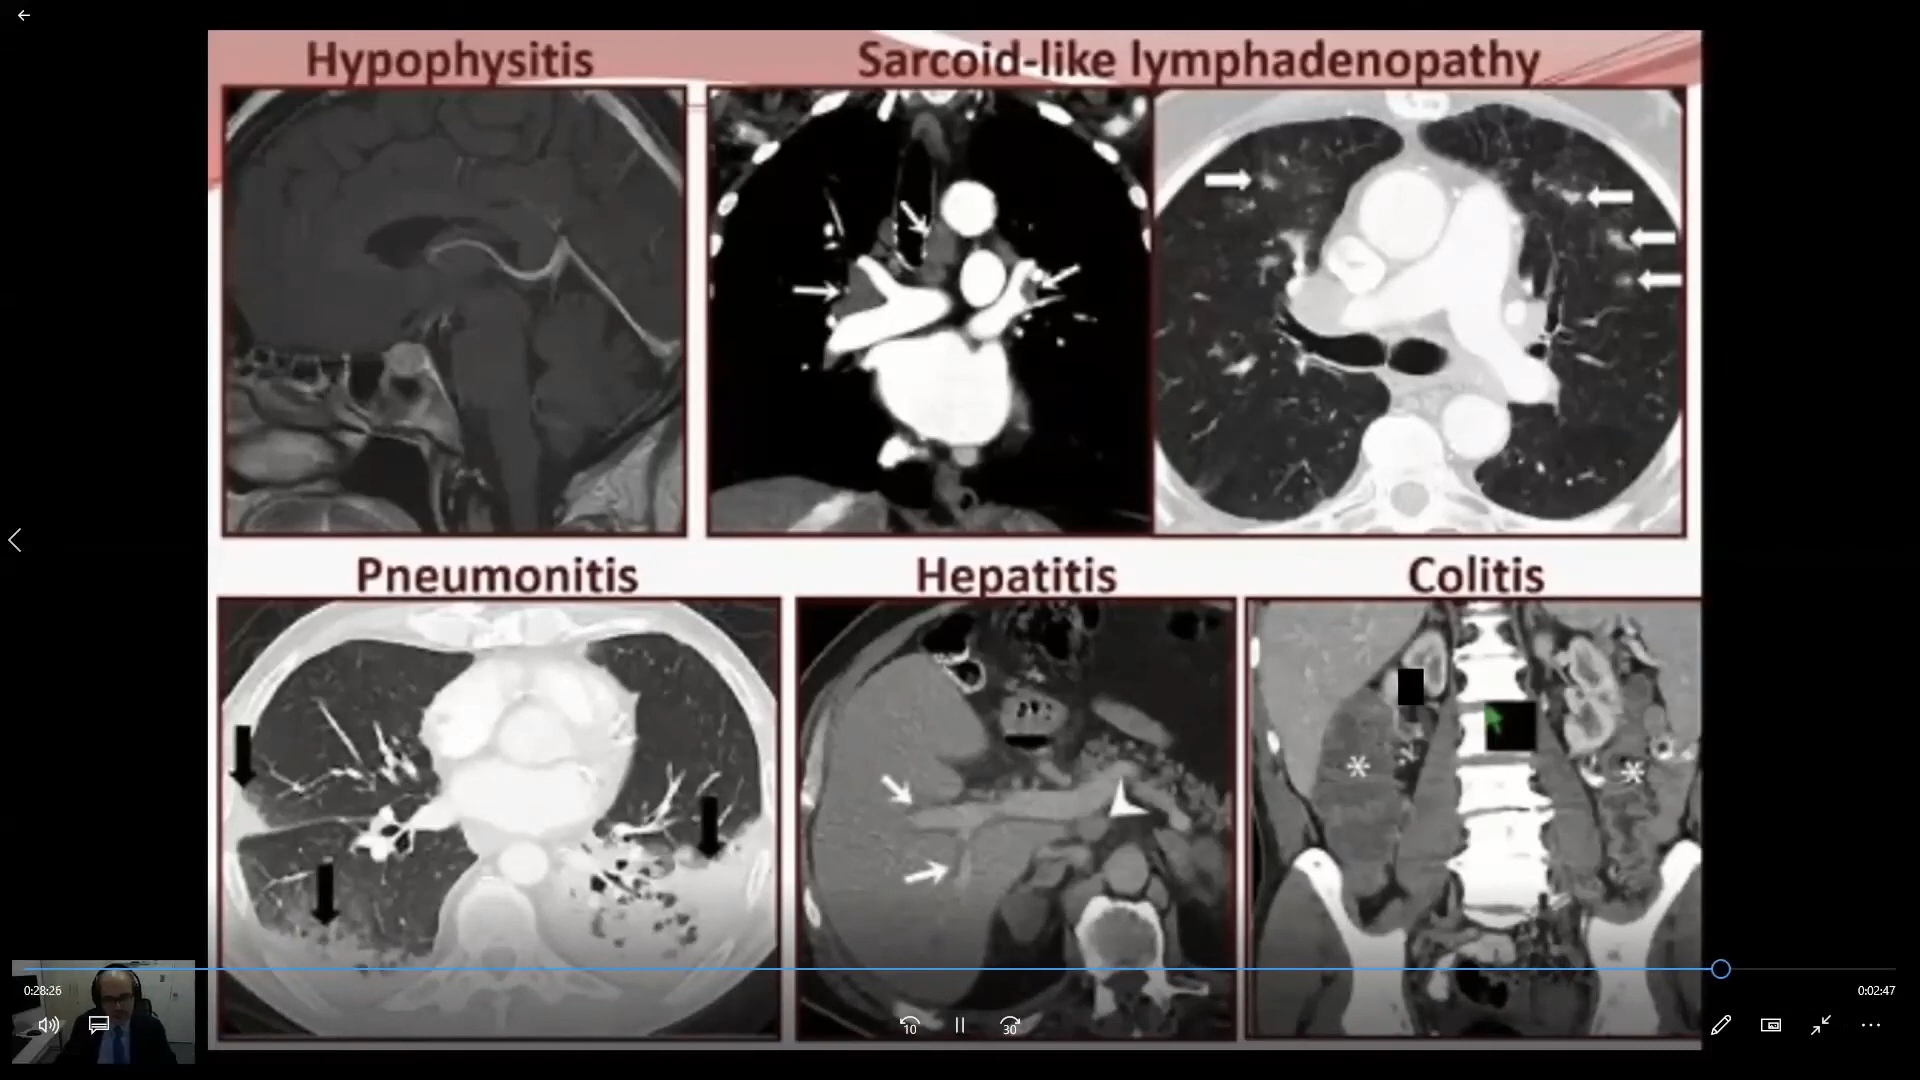 Hypophysitis
Sarcoid-like lymphadenopathy
Pneumonitis
Hepatitis
Colitis
*
*
0:28:26
0:02:47
10
30